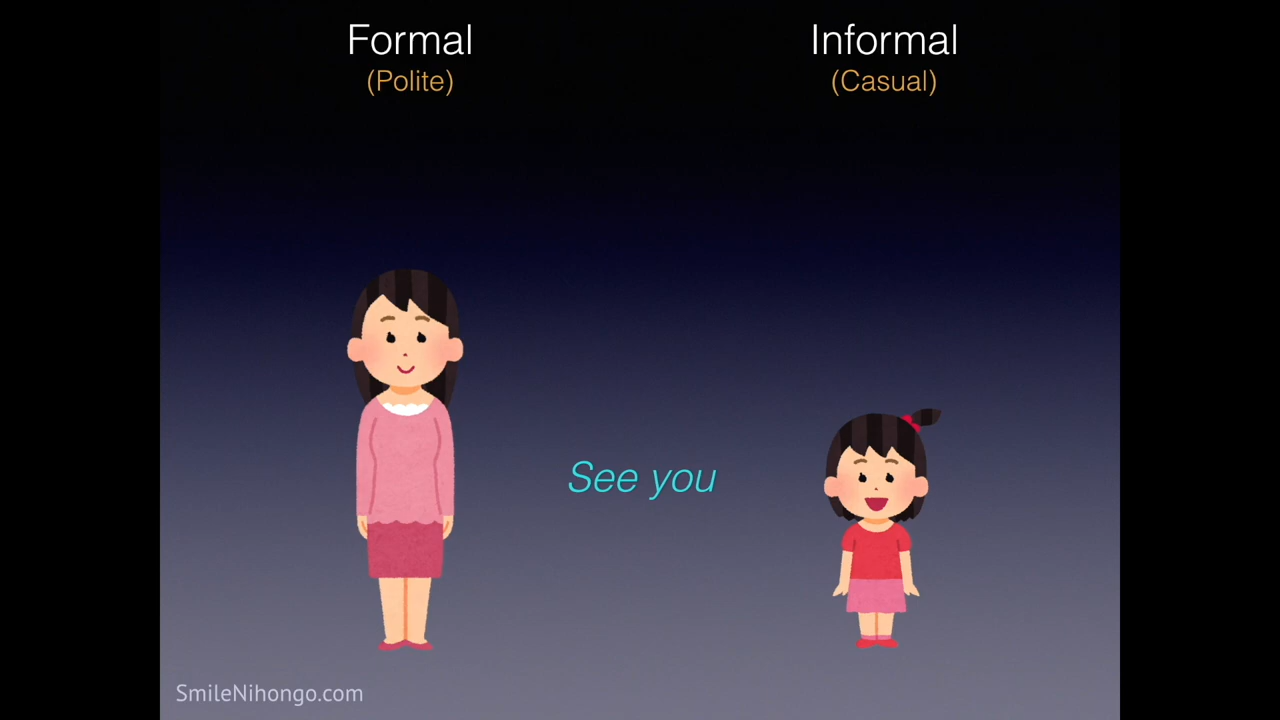 Formal
(Polite)
Informal
(Casual)
See you
SmileNihongo.com